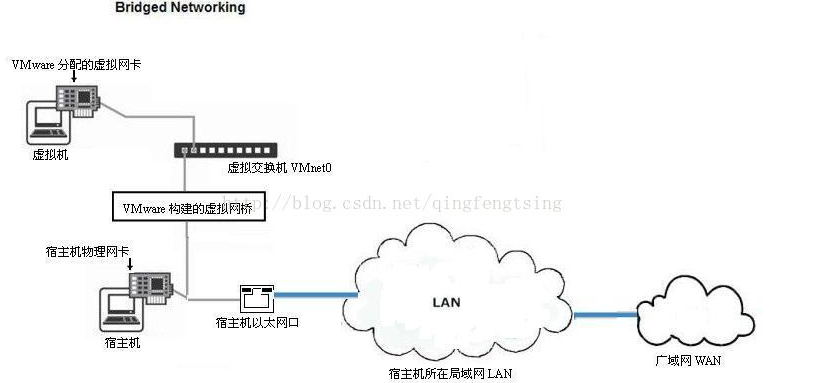 Bridged Networking
VMware 分配的虚拟网卡
虚拟机
虚拟交换机 VMnet0
http://blog.csdn.net/qingfengtsing
VMware 构建的虚拟网桥
宿主机物理网卡
LAN
宿主机以太网口
宿主机
广域网 WAN
宿主机所在局域网 LAN